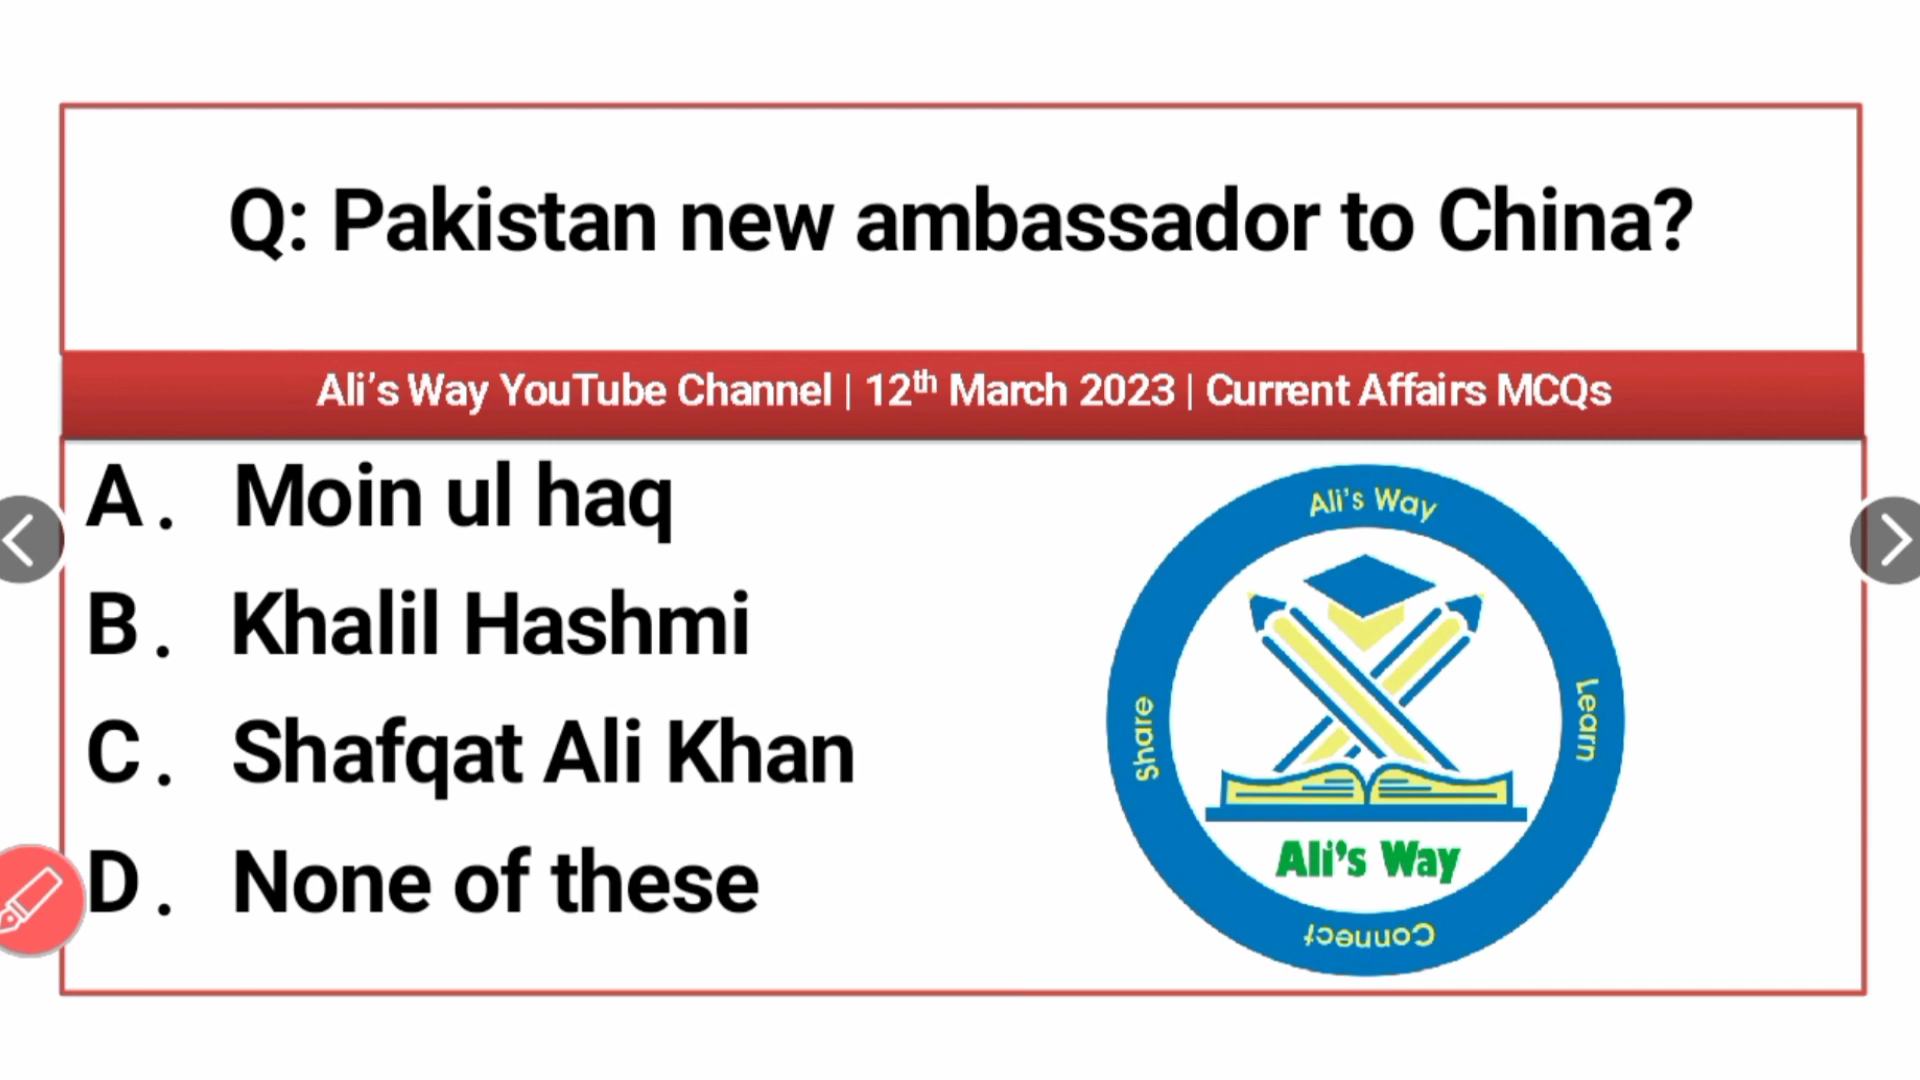 Q: Pakistan new ambassador to China?
Ali's Way YouTube Channel | 12th March 2023 | Current Affairs MCQs
A. Moin ul haq
B. Khalil Hashmi
C. Shafqat Ali Khan
D. None of these
Ali's Way
Share
Learn
Ali's Way
Connect